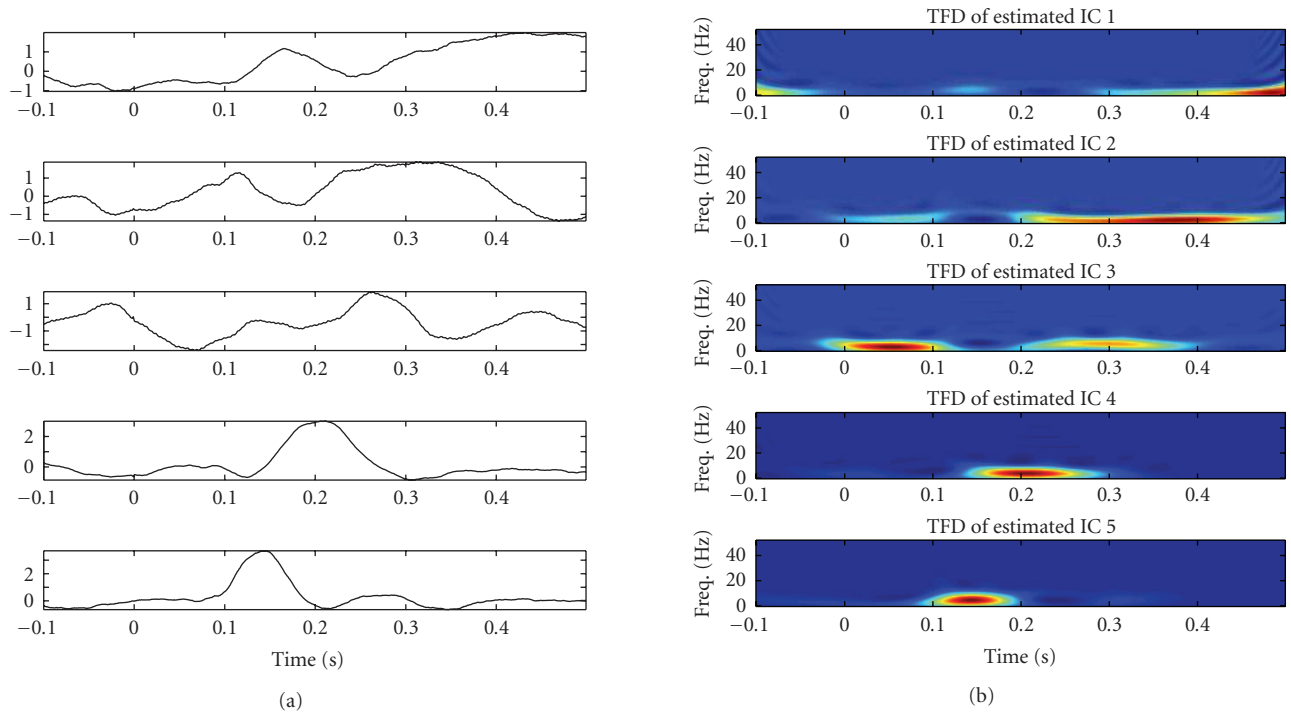 1
0
−1
−0.1 0 0.1 0.2 0.3 0.4
1
0
−1
−0.1 0 0.1 0.2 0.3 0.4
1
−1
−0.1 0 0.1 0.2 0.3 0.4
2
0
−0.1 0 0.1 0.2 0.3 0.4
2
0
−0.1 0 0.1 0.2 0.3 0.4
Time (s)
(a)
TFD of estimated IC 1
Freq. (Hz)
40
20
0
−0.1 0 0.1 0.2 0.3 0.4
TFD of estimated IC 2
Freq. (Hz)
40
20
0
−0.1 0 0.1 0.2 0.3 0.4
TFD of estimated IC 3
Freq. (Hz)
40
20
0
−0.1 0 0.1 0.2 0.3 0.4
TFD of estimated IC 4
Freq. (Hz)
40
20
0
−0.1 0 0.1 0.2 0.3 0.4
TFD of estimated IC 5
Freq. (Hz)
40
20
0
−0.1 0 0.1 0.2 0.3 0.4
Time (s)
(b)